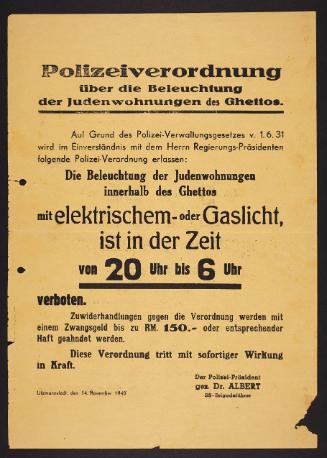 Polizeiverordnung
über die Beleuchtung
der Judenwohnungen des Ghettos.
Auf Grund des Polizei-Verwaltungsgesetzes v. 1. 6. 31
wird im Einverständnis mit dem Herrn Regierungs-Präsidenten
folgende Polizei-Verordnung erlassen:
Die Beleuchtung der Judenwohnungen
innerhalb des Ghettos
mit elektrischem- oder Gaslicht,
ist in der Zeit
von 20 Uhr bis 6 Uhr
verboten.
Zuwiderhandlungen gegen die Verordnung werden mit
einem Zwangsgeld bis zu RM. 150.- oder entsprechender
Haft geahndet werden.
Diese Verordnung tritt mit sofortiger Wirkung
in Kraft.
Der Polizei-Präsident
gez. Dr. ALBERT
SS-Brigadeführer
Litzmannstadt, den 14. November